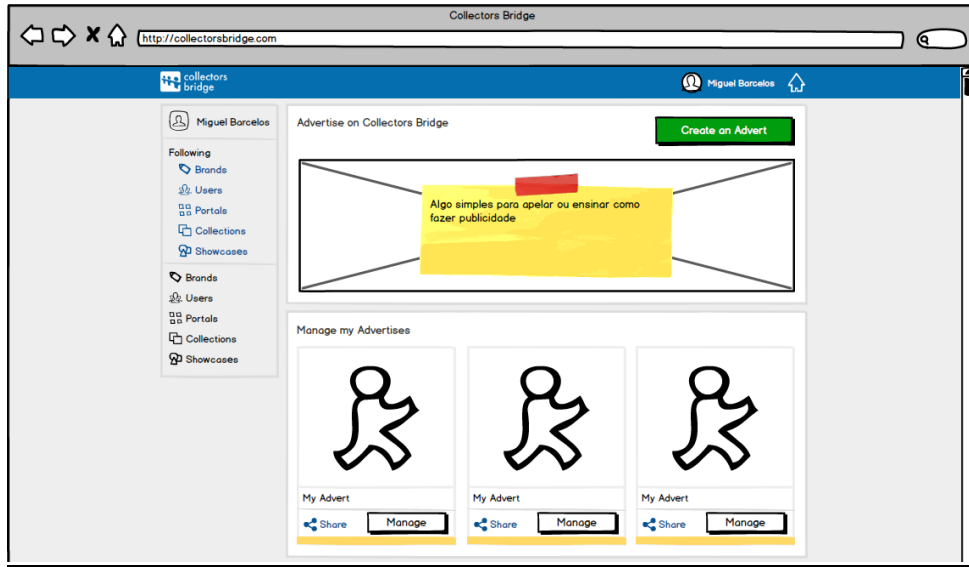 Collectors Bridge
http://collectorsbridge.com
collectors
bridge
Miguel Barcelos
Miguel Barcelos
Following
Brands
Users
Portals
Collections
Showcases
Brands
Users
Portals
Collections
Showcases
Advertise on Collectors Bridge
Create an Advert
Algo simples para apelar ou ensinar como
fazer publicidade
Manage my Advertises
My Advert
Share
Manage
My Advert
Share
Manage
My Advert
Share
Manage